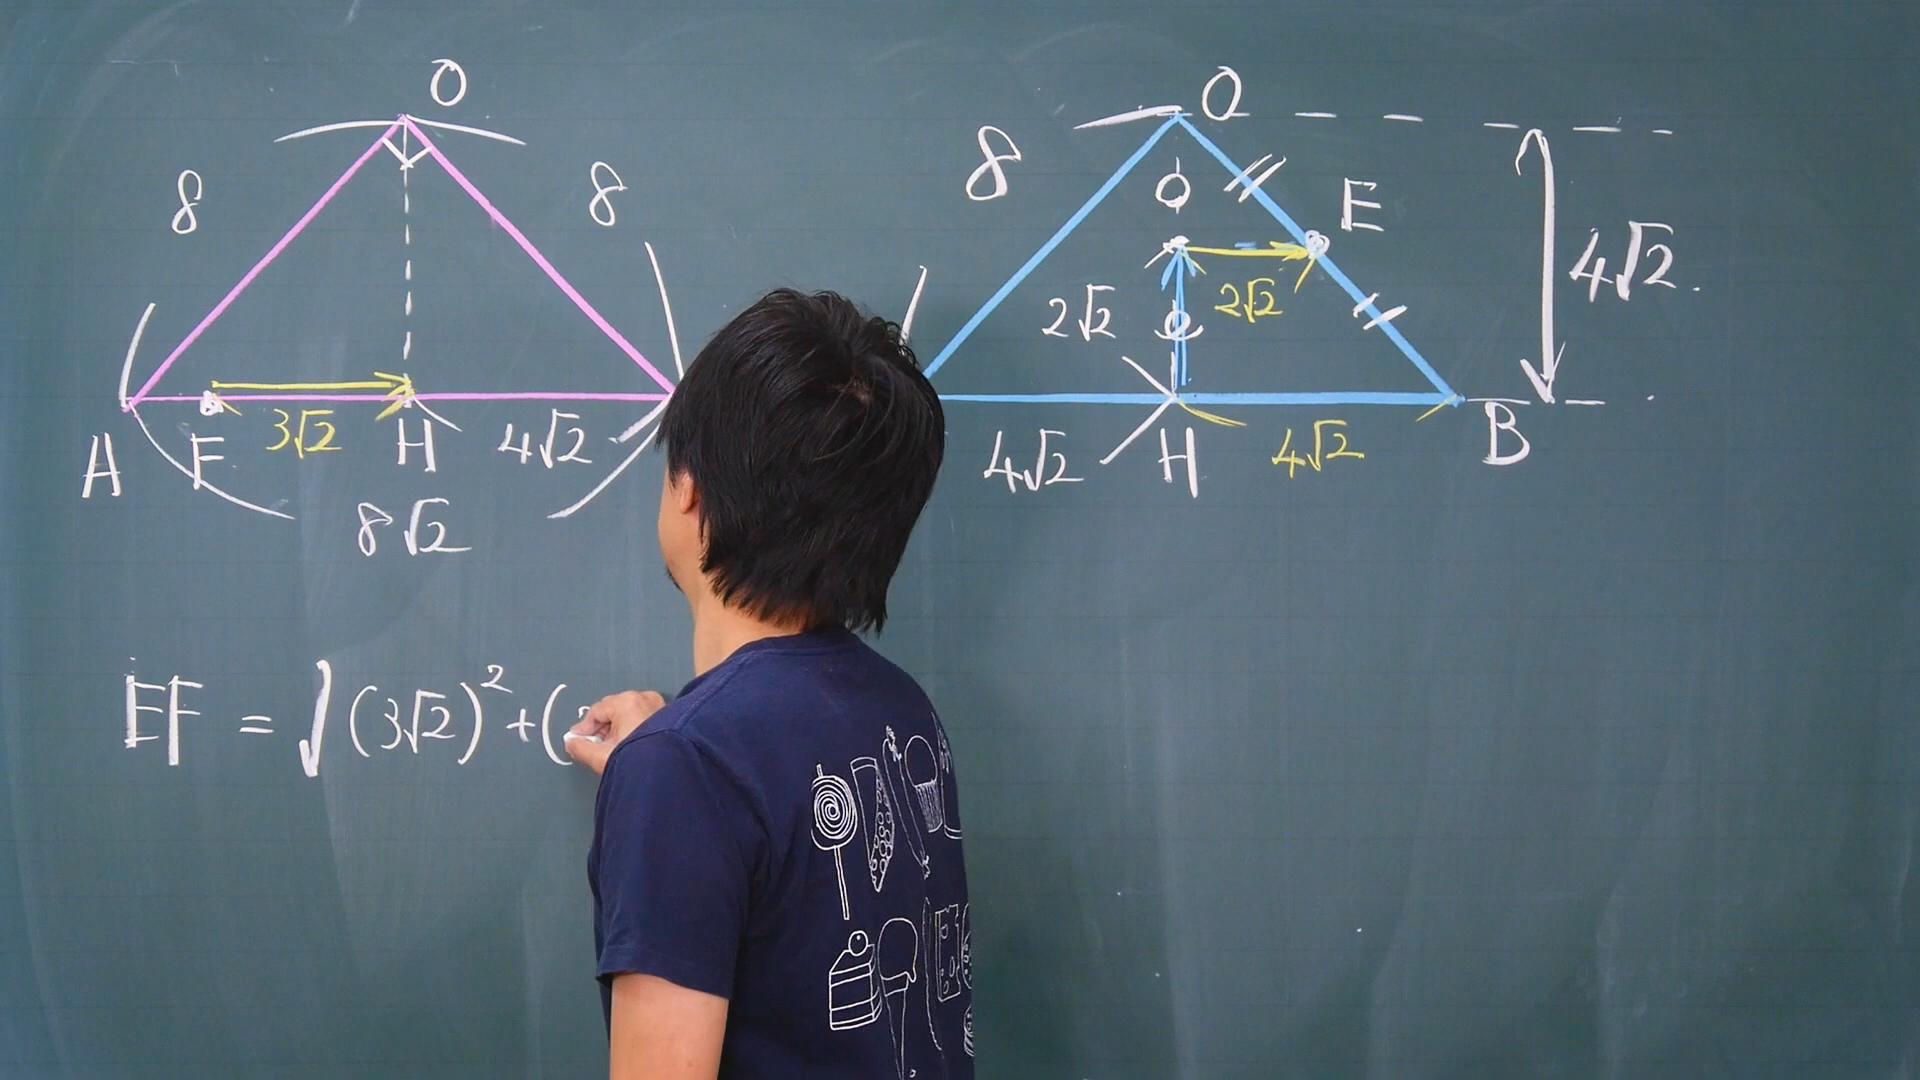 O
8
8
A
F
3√2
H
4√2
8√2
O
8
E
2√2
2√2
4√2.
4√2
H
4√2
B
EF = √(3√2)² + (